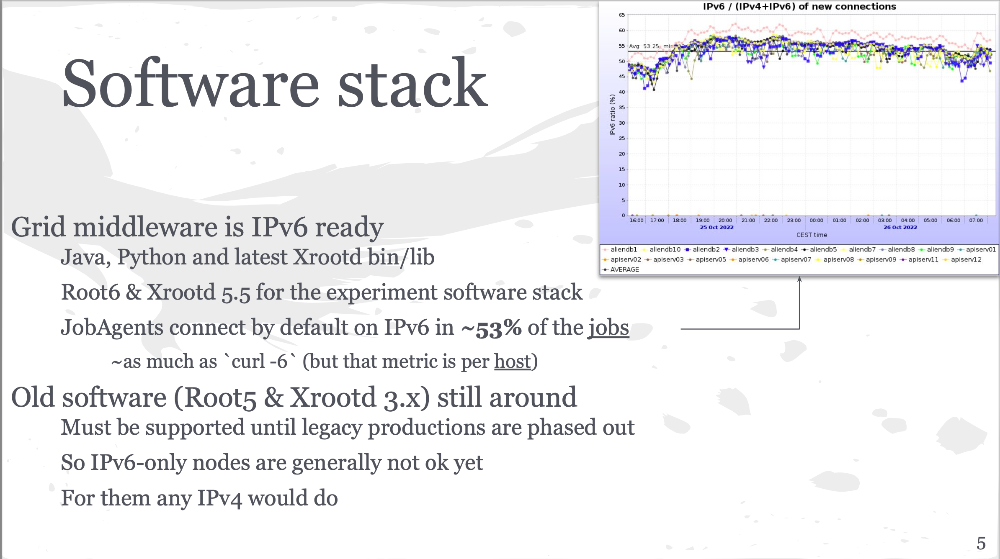 Software stack
Grid middleware is IPv6 ready
Java, Python and latest Xrootd bin/lib
Root6 & Xrootd 5.5 for the experiment software stack
JobAgents connect by default on IPv6 in ~53% of the jobs
~as much as `curl -6` (but that metric is per host)
Old software (Root5 & Xrootd 3.x) still around
Must be supported until legacy productions are phased out
So IPv6-only nodes are generally not ok yet
For them any IPv4 would do
IPv6 / (IPv4+IPv6) of new connections
65
60
55
50
45
40
35
30
25
20
15
10
5
0
IPv6 ratio (%)
Avg: 53.25, min:
16:00 17:00 18:00 19:00 20:00 21:00 22:00 23:00 00:00 01:00 02:00 03:00 04:00 05:00 06:00 07:00
25 Oct 2022 26 Oct 2022
CEST time
aliendb1 aliendb10 aliendb2 aliendb3 aliendb4 aliendb5 aliendb7 aliendb8 aliendb9 apiserv01
apiserv02 apiserv03 apiserv05 apiserv06 apiserv07 apiserv08 apiserv09 apiserv11 apiserv12
AVERAGE
5